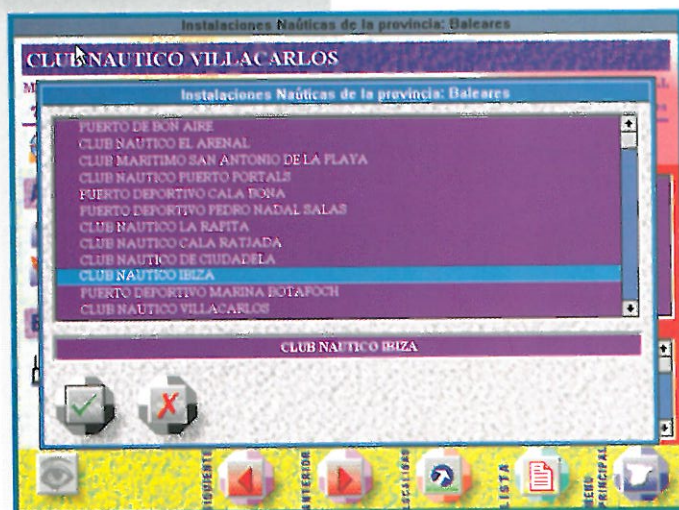 Instalaciones Naûticas de la provincia: Baleares
CLUB NAUTICO VILLACARLOS
Instalaciones Naûticas de la provincia: Baleares
PUERTO DE BON AIRE
CLUB NAUTICO EL ARENAL
CLUB MARITIMO SAN ANTONIO DE LA PLAYA
CLUB NAUTICO PUERTO PORTALS
PUERTO DEPORTIVO CALA BONA
PUERTO DEPORTIVO PEDRO NADAL SALAS
CLUB NAUTICO LA RAPITA
CLUB NAUTICO CALA RATJADA
CLUB NAUTICO DE CIUDADELA
CLUB NAUTICO IBIZA
PUERTO DEPORTIVO MARINA BOTAFOCH
CLUB NAUTICO VILLACARLOS
CLUB NAUTICO IBIZA
SIGUIENTE
ANTERIOR
LOCALIDAD
LISTA
MENU
PRINCIPAL